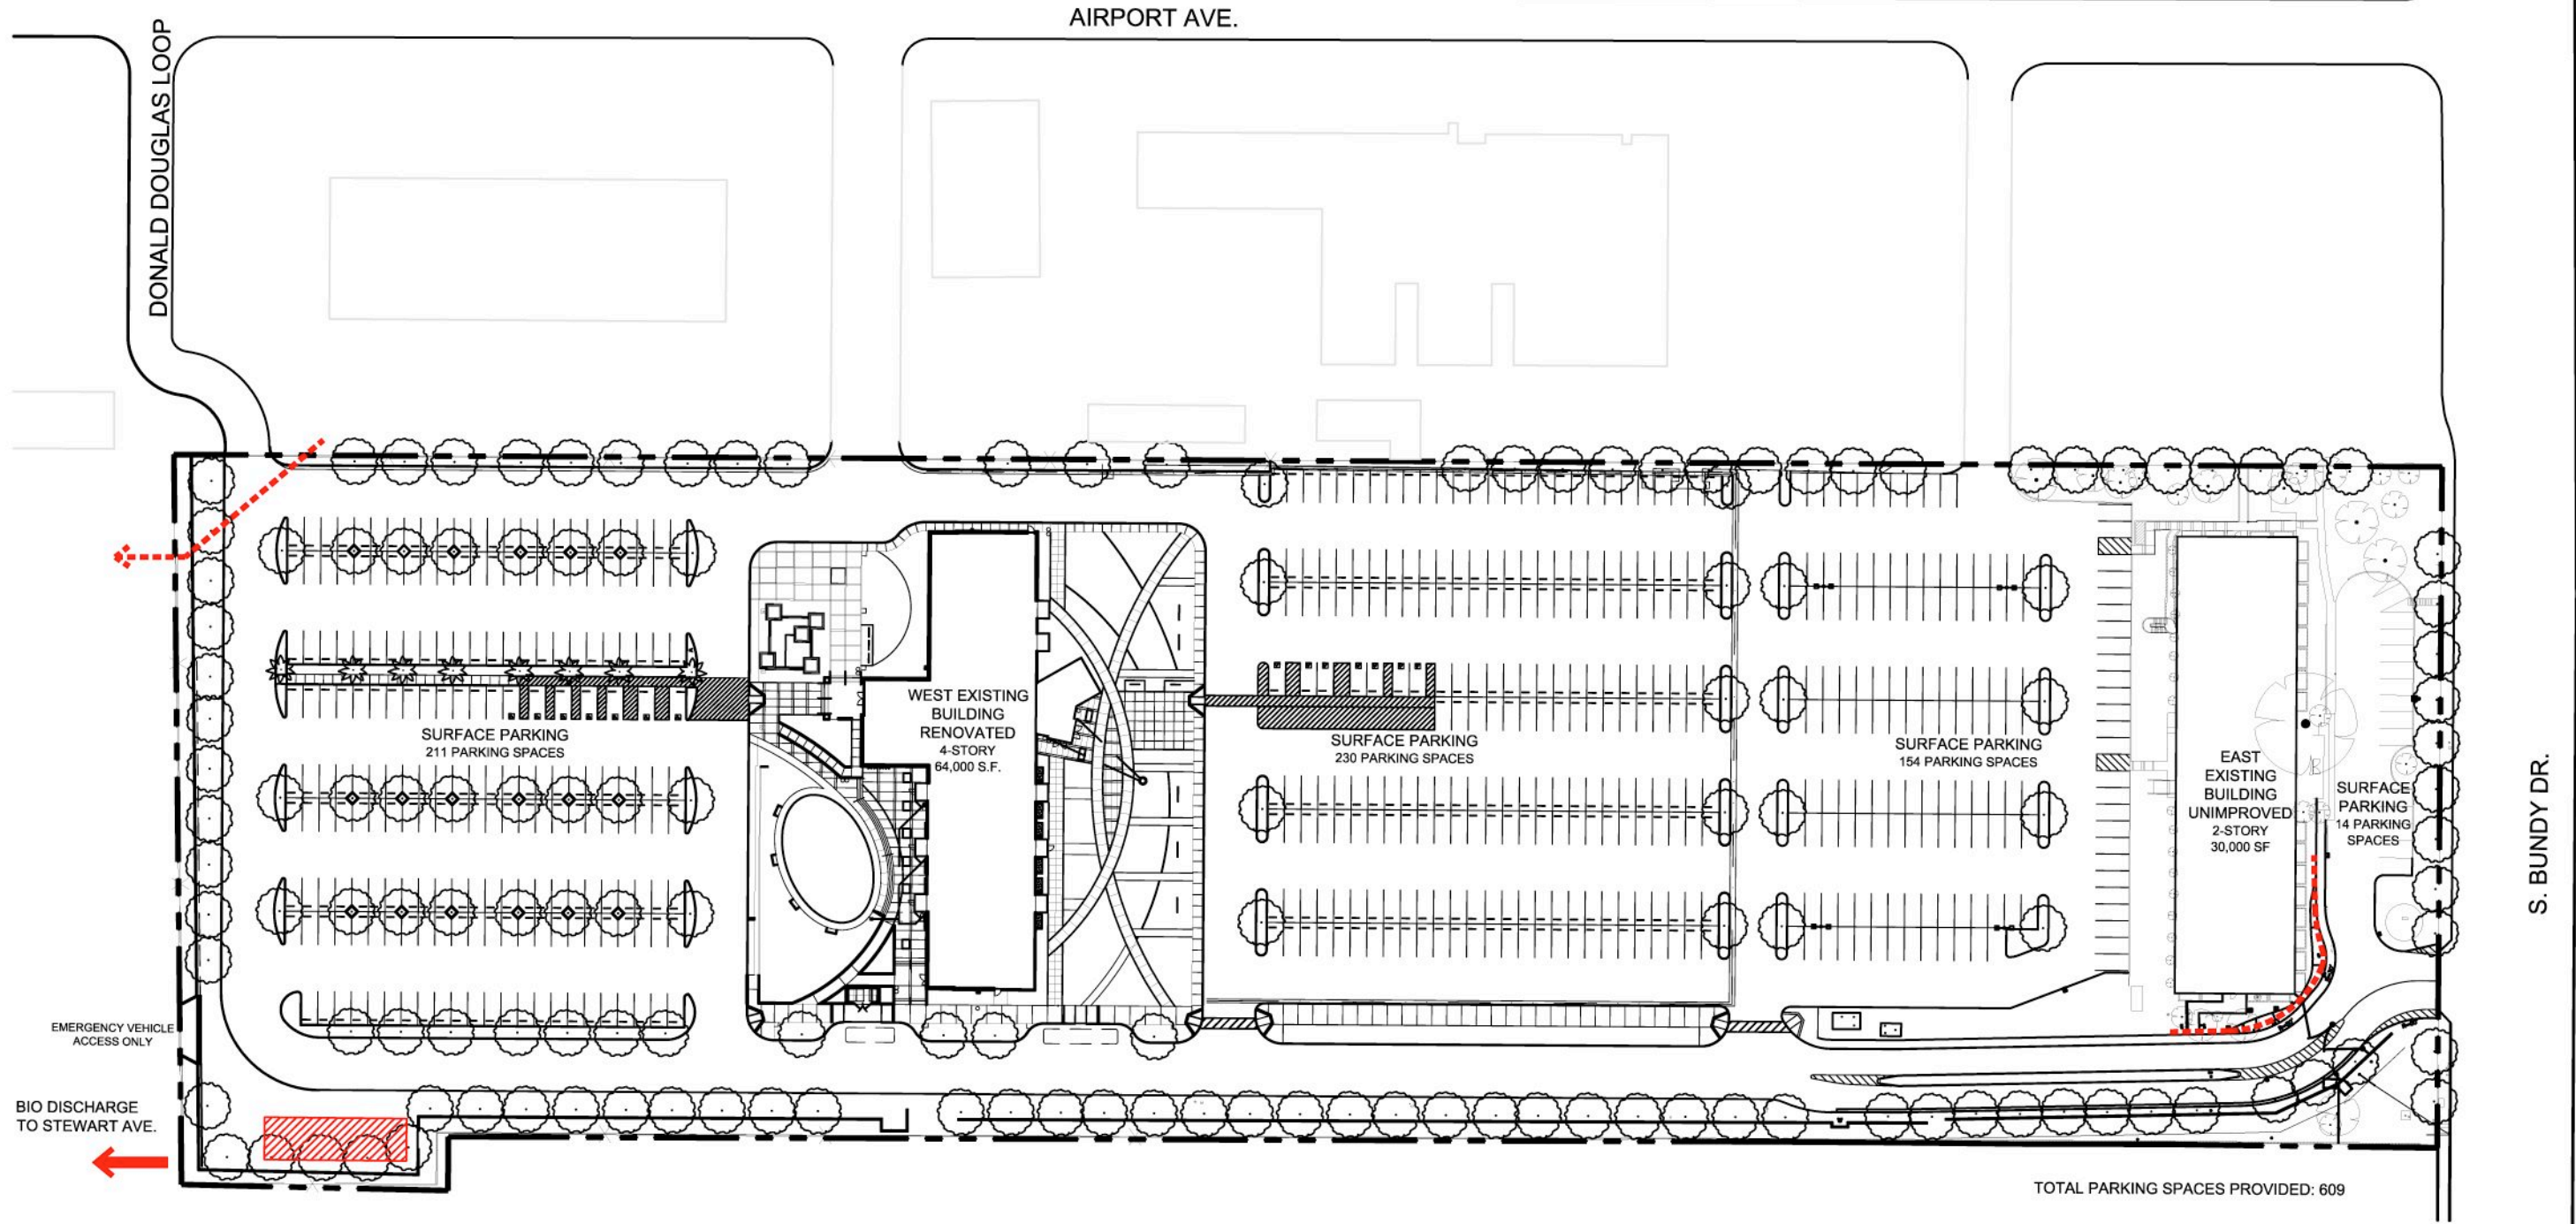 AIRPORT AVE.
DONALD DOUGLAS LOOP
WEST EXISTING
BUILDING
RENOVATED
4-STORY
64,000 S.F.
SURFACE PARKING
211 PARKING SPACES
SURFACE PARKING
230 PARKING SPACES
SURFACE PARKING
154 PARKING SPACES
EAST
EXISTING
BUILDING
UNIMPROVED
2-STORY
30,000 SF
SURFACE
PARKING
14 PARKING
SPACES
S. BUNDY DR.
EMERGENCY VEHICLE
ACCESS ONLY
BIO DISCHARGE
TO STEWART AVE.
TOTAL PARKING SPACES PROVIDED: 609